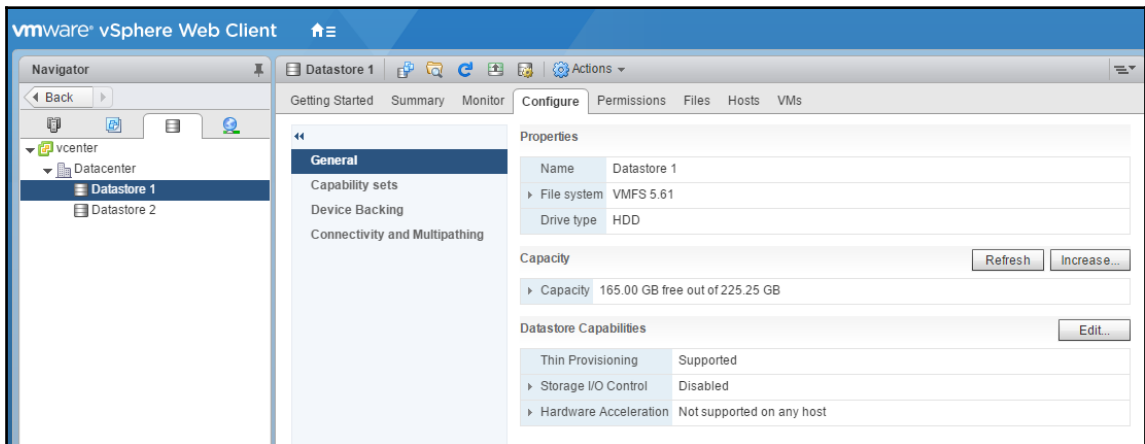 vmware® vSphere Web Client
Navigator
Back
vcenter
Datacenter
Datastore 1
Datastore 2
Datastore 1 Actions
Getting Started Summary Monitor Configure Permissions Files Hosts VMs
General
Capability sets
Device Backing
Connectivity and Multipathing
Properties
Name Datastore 1
File system VMFS 5.61
Drive type HDD
Capacity Refresh Increase...
Capacity 165.00 GB free out of 225.25 GB
Datastore Capabilities Edit...
Thin Provisioning Supported
Storage I/O Control Disabled
Hardware Acceleration Not supported on any host